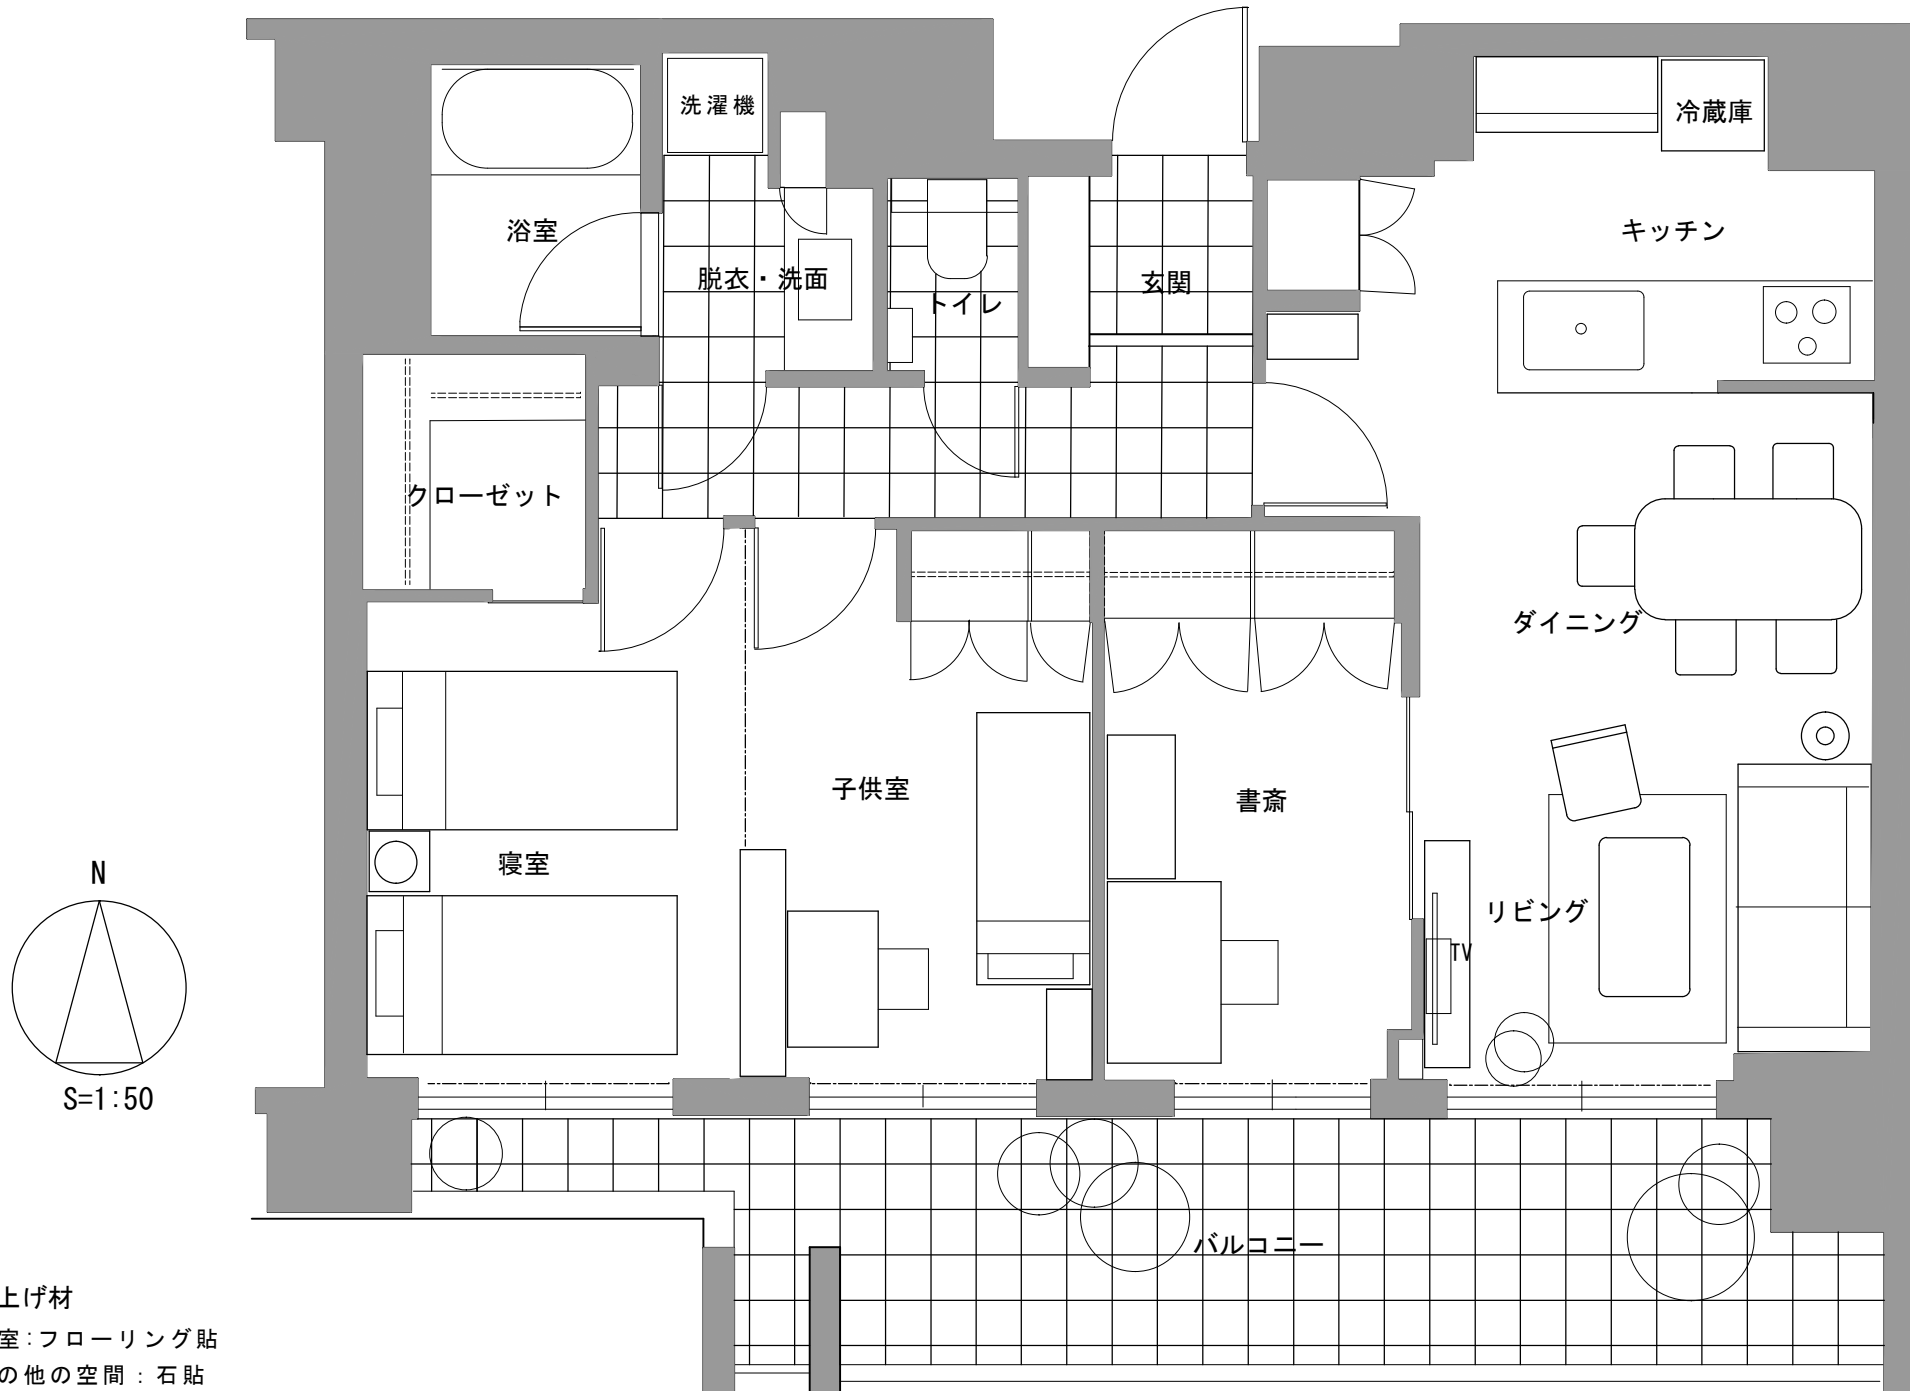 洗濯機
冷蔵庫
浴室
キッチン
脱衣・洗面
玄関
トイレ
クローゼット
ダイニング
子供室
書斎
寝室
リビング
TV
N
S=1:50
バルコニー
上げ材
室:フローリング貼
の他の空間:石貼